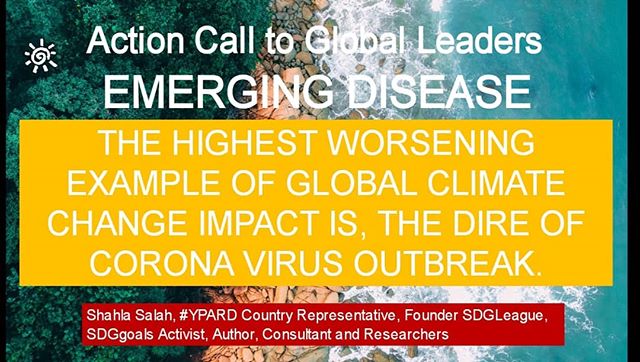 Action Call to Global Leaders
EMERGING DISEASE
THE HIGHEST WORSENING
EXAMPLE OF GLOBAL CLIMATE
CHANGE IMPACT IS, THE DIRE OF
CORONA VIRUS OUTBREAK.
Shahla Salah, #YPARD Country Representative, Founder SDGLeague,
SDGgoals Activist, Author, Consultant and Researchers